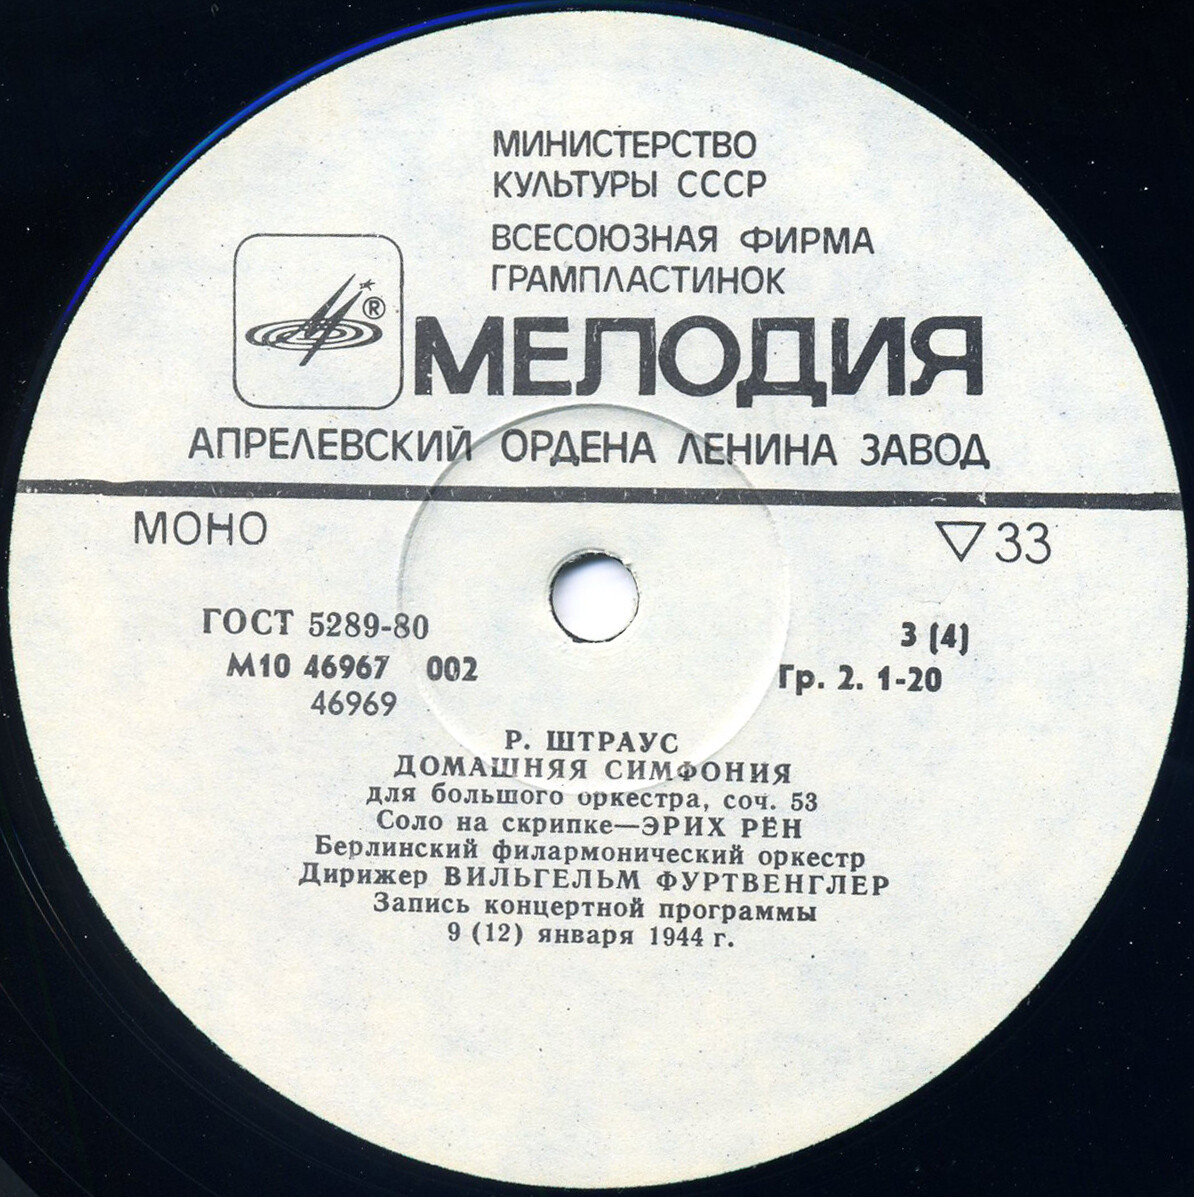 МИНИСТЕРСТВО
КУЛЬТУРЫ СССР
ВСЕСОЮЗНАЯ ФИРМА
ГРАМПЛАСТИНОК
®
МЕЛОДИЯ
АПРЕЛЕВСКИЙ ОРДЕНА ЛЕНИНА ЗАВОД
МОНО ▽33
ГОСТ 5289-80
3 (4)
М10 46967 002
Гр. 2. 1-20
46969
Р. ШТРАУС
ДОМАШНЯЯ СИМФОНИЯ
для большого оркестра, соч. 53
Соло на скрипке—ЭРИХ РЁН
Берлинский филармонический оркестр
Дирижер ВИЛЬГЕЛЬМ ФУРТВЕНГЛЕР
Запись концертной программы
9 (12) января 1944 г.